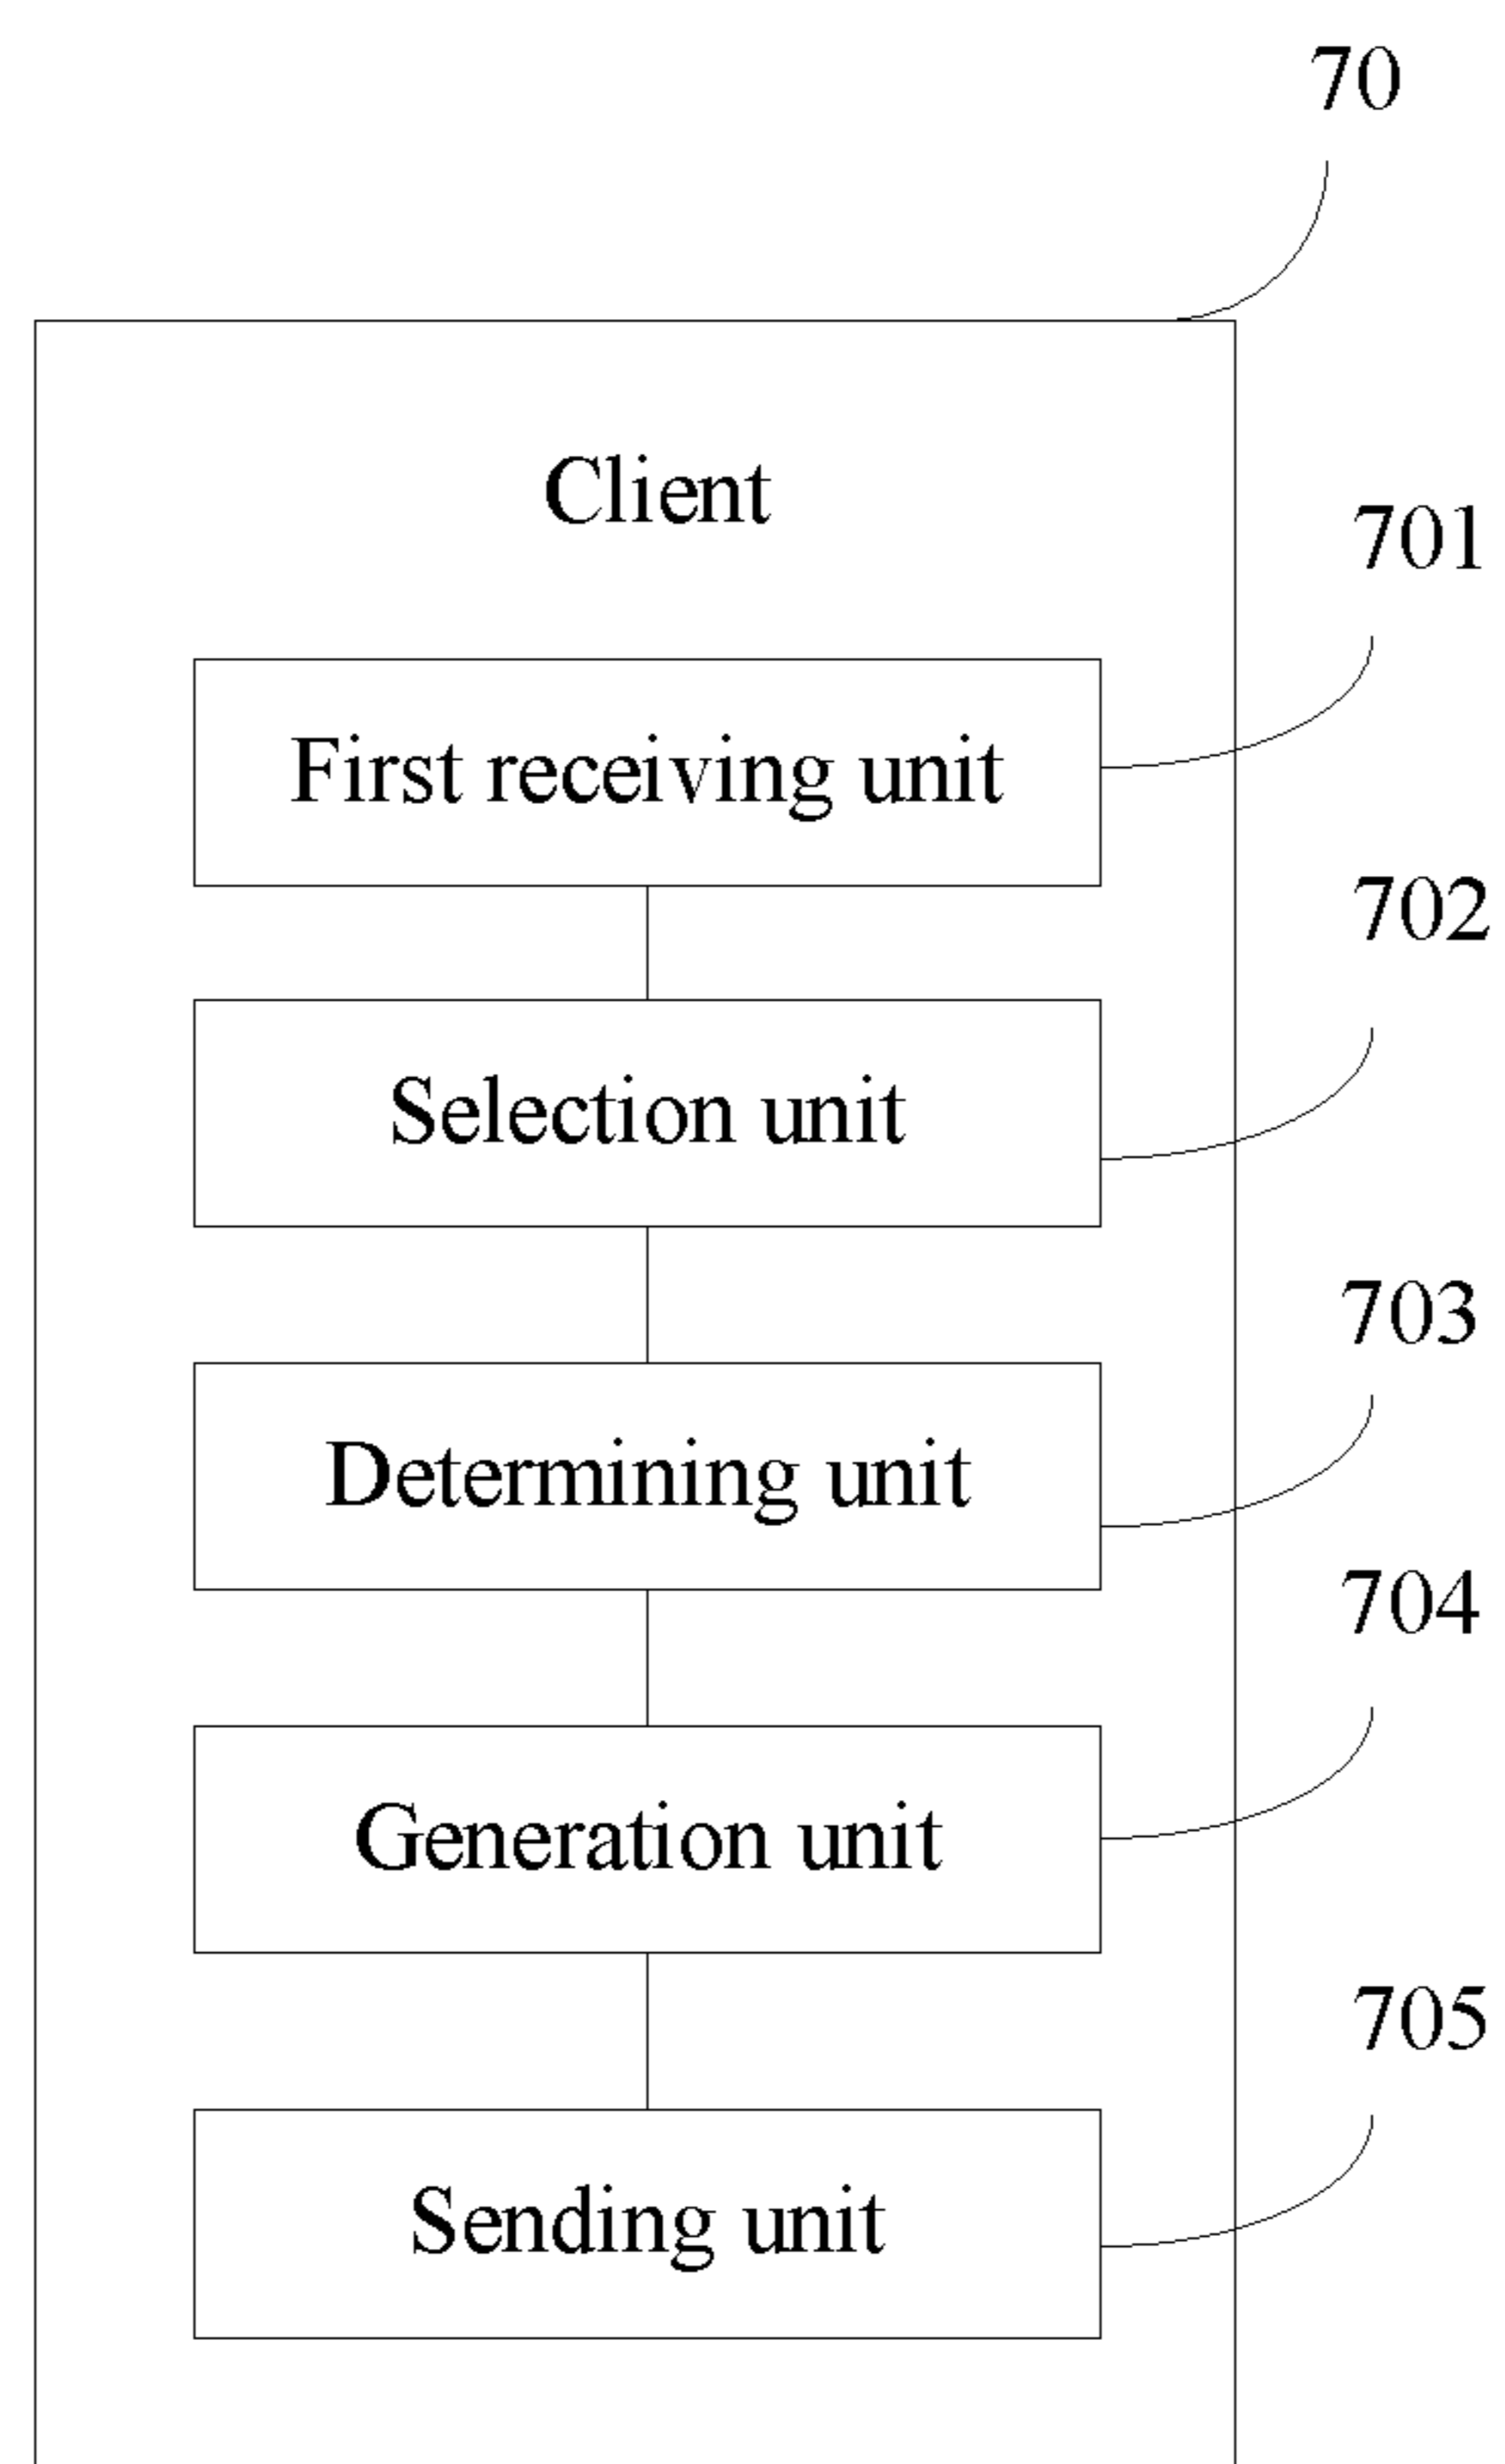 70
Client
701
First receiving unit
702
Selection unit
703
Determining unit
704
Generation unit
705
Sending unit